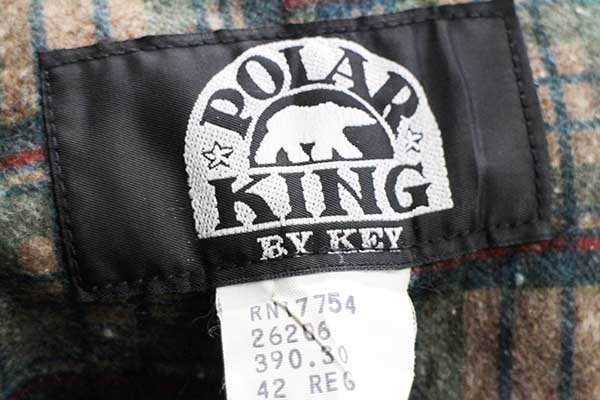 POLAR
KING
BY KEY
RN17754
26206
390.30
42 REG